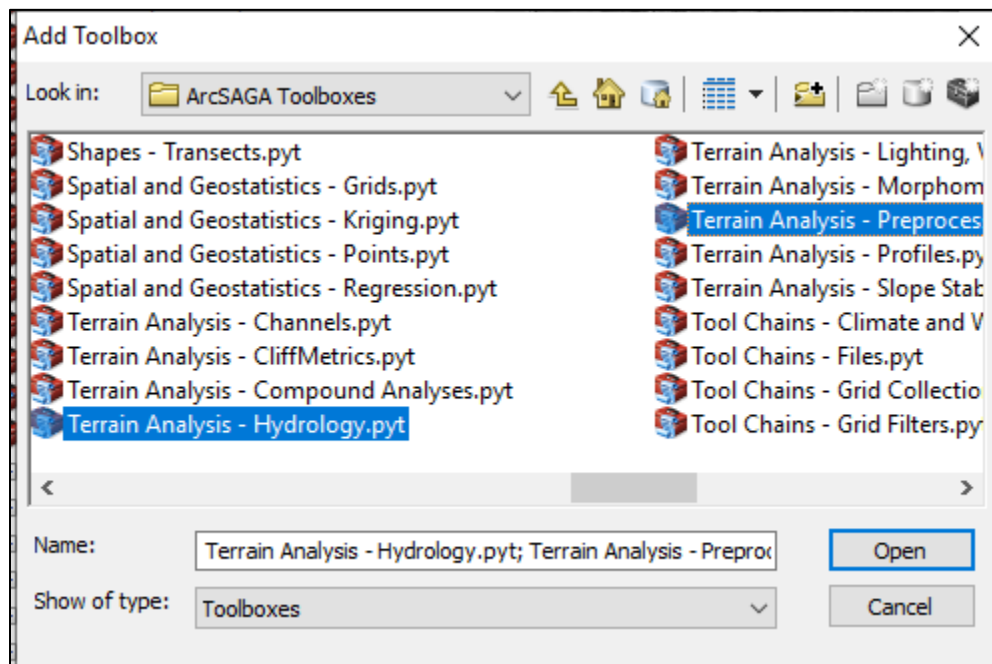 Add Toolbox
Look in:
ArcSAGA Toolboxes
Shapes - Transects.pyt
Spatial and Geostatistics - Grids.pyt
Spatial and Geostatistics - Kriging.pyt
Spatial and Geostatistics - Points.pyt
Spatial and Geostatistics - Regression.pyt
Terrain Analysis - Channels.pyt
Terrain Analysis - CliffMetrics.pyt
Terrain Analysis - Compound Analyses.pyt
Terrain Analysis - Hydrology.pyt
Terrain Analysis - Lighting,
Terrain Analysis - Morphom
Terrain Analysis - Preproces
Terrain Analysis - Profiles.py
Terrain Analysis - Slope Stab
Tool Chains - Climate and
Tool Chains - Files.pyt
Tool Chains - Grid Collectio
Tool Chains - Grid Filters.py
Name:
Terrain Analysis - Hydrology.pyt; Terrain Analysis - Preproc
Open
Show of type:
Toolboxes
Cancel